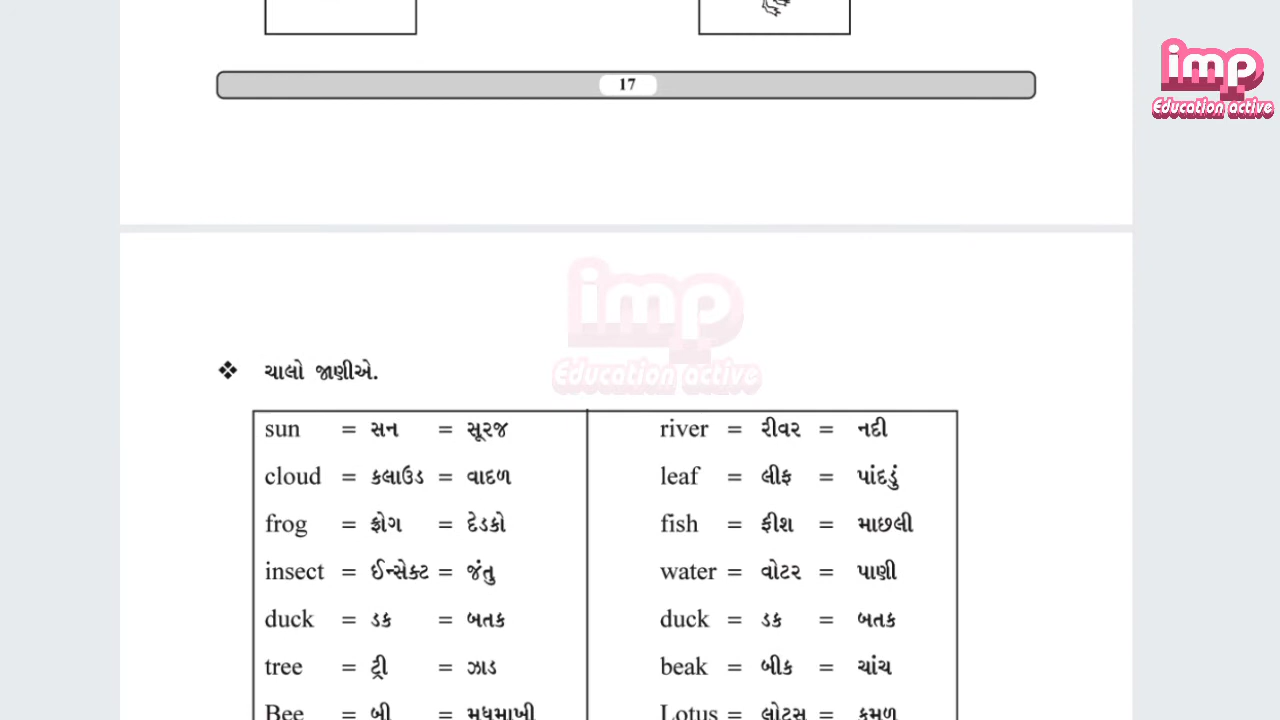 17
imp
Education active
imp
Education active
❖ ચાલો જાણીએ.
sun = સન = સૂરજ river = રીવર = નદી
cloud = કલાઉડ = વાદળ leaf = લીફ = પાંદડું
frog = ફ્રોગ = દેડકો fish = ફીશ = માછલી
insect = ઈન્સેક્ટ = જંતુ water = વોટર = પાણી
duck = ડક = બતક duck = ડક = બતક
tree = ટ્રી = ઝાડ beak = બીક = ચાંચ
Bee = બી = મધમાખી Lotus = લોટસ = કમળ